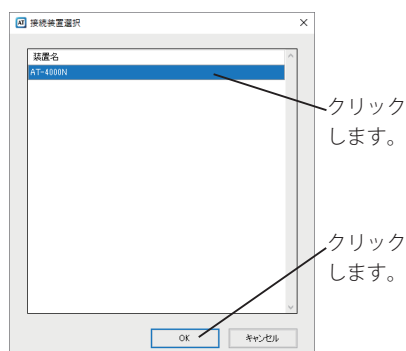 AT 接続装置選択
装置名
AT-4000N
クリック
します。
クリック
します。
OK キャンセル